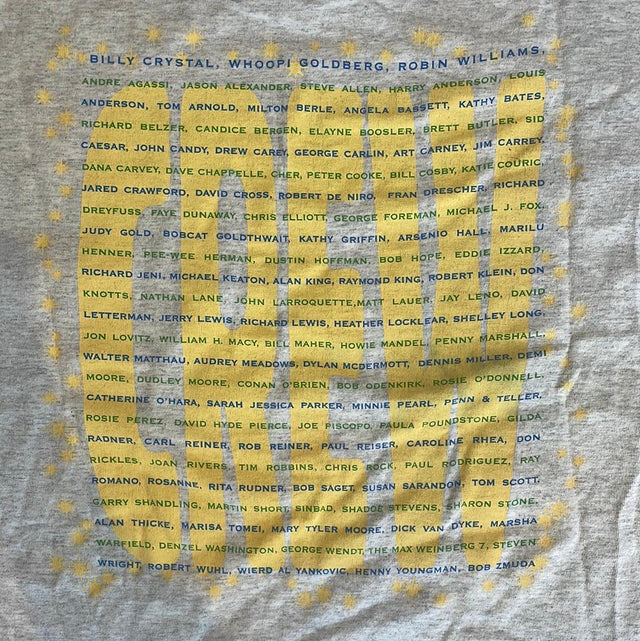 BILLY CRYSTAL, WHOOPI GOLDBERG, ROBIN WILLIAMS,
ANDRE AGASSI, JASON ALEXANDER, STEVE ALLEN, HARRY ANDERSON, LOUIS
ANDERSON, TOM ARNOLD, MILTON BERLE, ANGELA BASSETT, KATHY BATES,
RICHARD BELZER, CANDICE BERGEN, ELAYNE BOOSLER, BRETT BUTLER, SID
CAESAR, JOHN CANDY, DREW CAREY, GEORGE CARLIN, ART CARNEY, JIM CARREY,
DANA CARVEY, DAVE CHAPPELLE, CHER, PETER COOKE, BILL COSBY, KATIE COURIC,
JARED CRAWFORD, DAVID CROSS, ROBERT DE NIRO, FRAN DRESCHER, RICHARD
DREYFUSS, FAYE DUNAWAY, CHRIS ELLIOTT, GEORGE FOREMAN, MICHAEL J. FOX,
JUDY GOLD, BOBCAT GOLDTHWAIT, KATHY GRIFFIN, ARSENIO HALL, MARILU
HENNER, PEE-WEE HERMAN, DUSTIN HOFFMAN, BOB HOPE, EDDIE IZZARD,
RICHARD JENI, MICHAEL KEATON, ALAN KING, RAYMOND KING, ROBERT KLEIN, DON
KNOTTS, NATHAN LANE, JOHN LARROQUETTE,MATT LAUER, JAY LENO, DAVID
LETTERMAN, JERRY LEWIS, RICHARD LEWIS, HEATHER LOCKLEAR, SHELLEY LONG,
JON LOVITZ, WILLIAM H. MACY, BILL MAHER, HOWIE MANDEL, PENNY MARSHALL,
WALTER MATTHAU, AUDREY MEADOWS, DYLAN MCDERMOTT, DENNIS MILLER, DEMI
MOORE, DUDLEY MOORE, CONAN O'BRIEN, BOB ODENKIRK, ROSIE O'DONNELL,
CATHERINE O'HARA, SARAH JESSICA PARKER, MINNIE PEARL, PENN & TELLER,
ROSIE PEREZ, DAVID HYDE PIERCE, JOE PISCOPO, PAULA POUNDSTONE, GILDA
RADNER, CARL REINER, ROB REINER, PAUL REISER, CAROLINE RHEA, DON
RICKLES, JOAN RIVERS, TIM ROBBINS, CHRIS ROCK, PAUL RODRIGUEZ, RAY
ROMANO, ROSANNE, RITA RUDNER, BOB SAGET, SUSAN SARANDON, TOM SCOTT,
GARRY SHANDLING, MARTIN SHORT, SINBAD, SHADOE STEVENS, SHARON STONE,
ALAN THICKE, MARISA TOMEI, MARY TYLER MOORE, DICK VAN DYKE, MARSHA
WARFIELD, DENZEL WASHINGTON, GEORGE WENDT, THE MAX WEINBERG 7, STEVEN
WRIGHT, ROBERT WUHL, WIERD AL YANKOVIC, HENNY YOUNGMAN, BOB ZMUDA